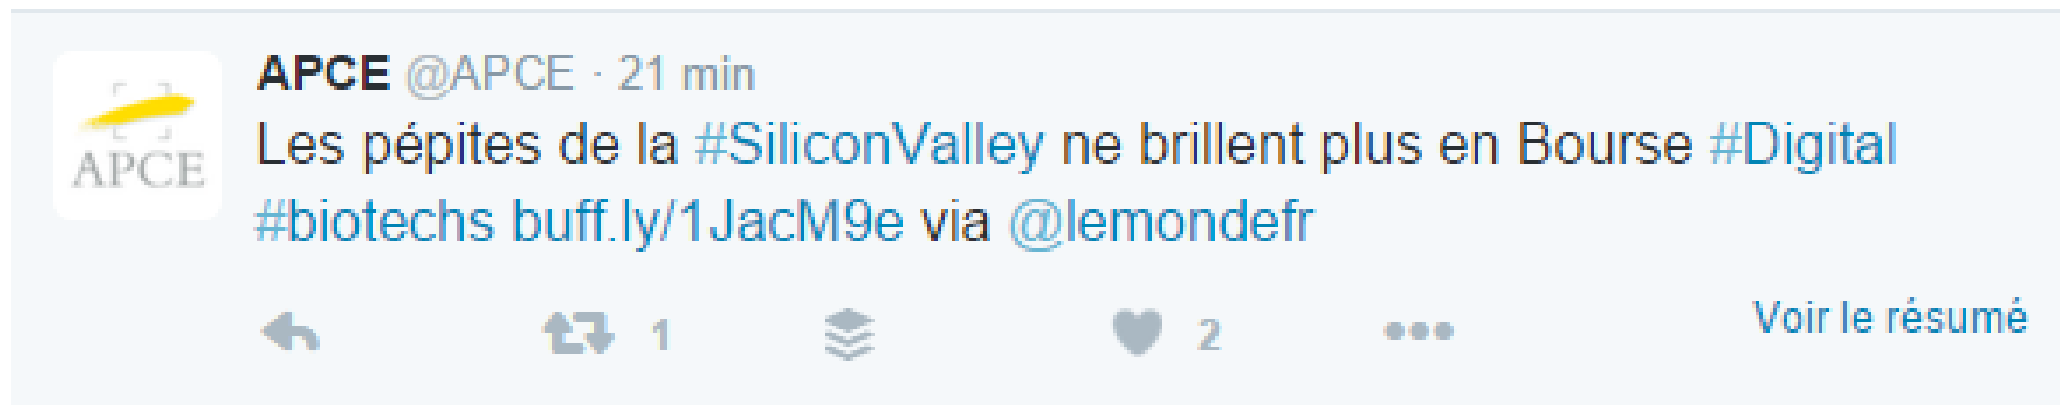 APCE @APCE · 21 min
APCE
Les pépites de la #SiliconValley ne brillent plus en Bourse #Digital
#biotechs buff.ly/1JacM9e via @lemondefr
1 2
Voir le résumé